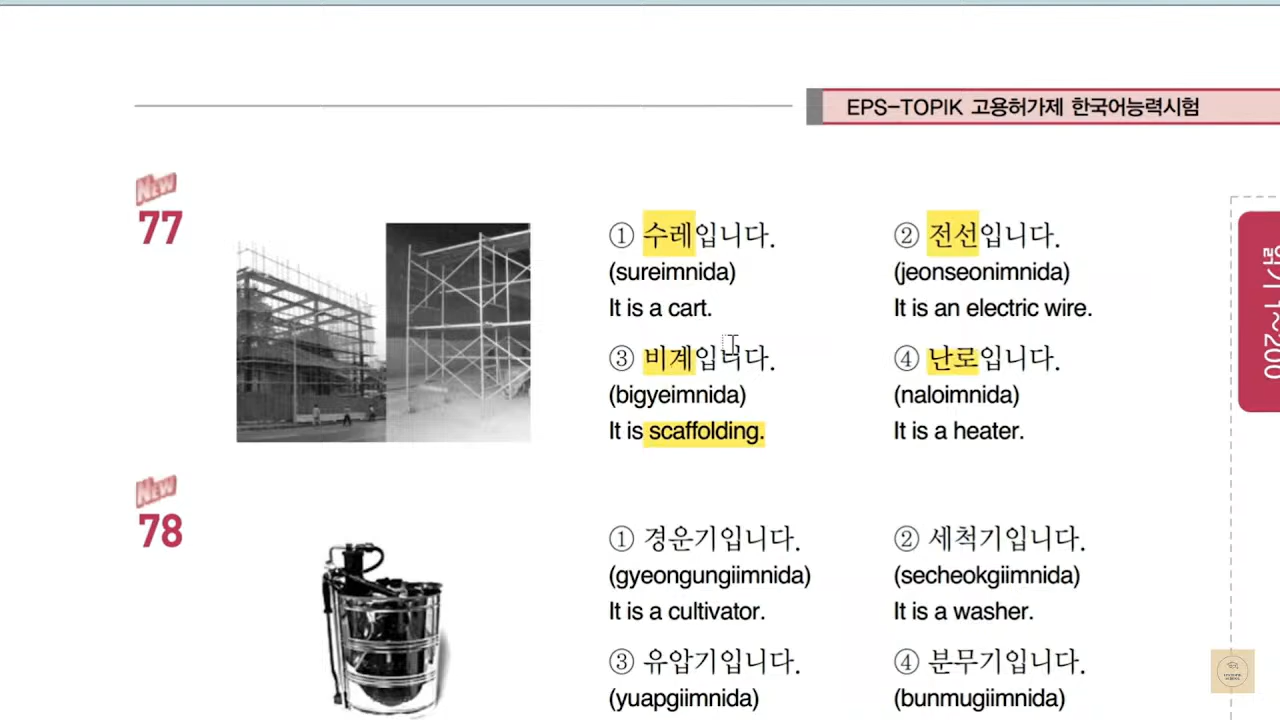 EPS-TOPIK 고용허가제 한국어능력시험
NEW
77
① 수레입니다. ② 전선입니다.
(sureimnida) (jeonseonimnida)
It is a cart. It is an electric wire.
③ 비계입니다. ④ 난로입니다.
(bigyeimnida) (naloimnida)
It is scaffolding. It is a heater.
NEW
78
① 경운기입니다. ② 세척기입니다.
(gyeongungiimnida) (secheokgiimnida)
It is a cultivator. It is a washer.
③ 유압기입니다. ④ 분무기입니다.
(yuapgiimnida) (bunmugiimnida)
읽기 1~200